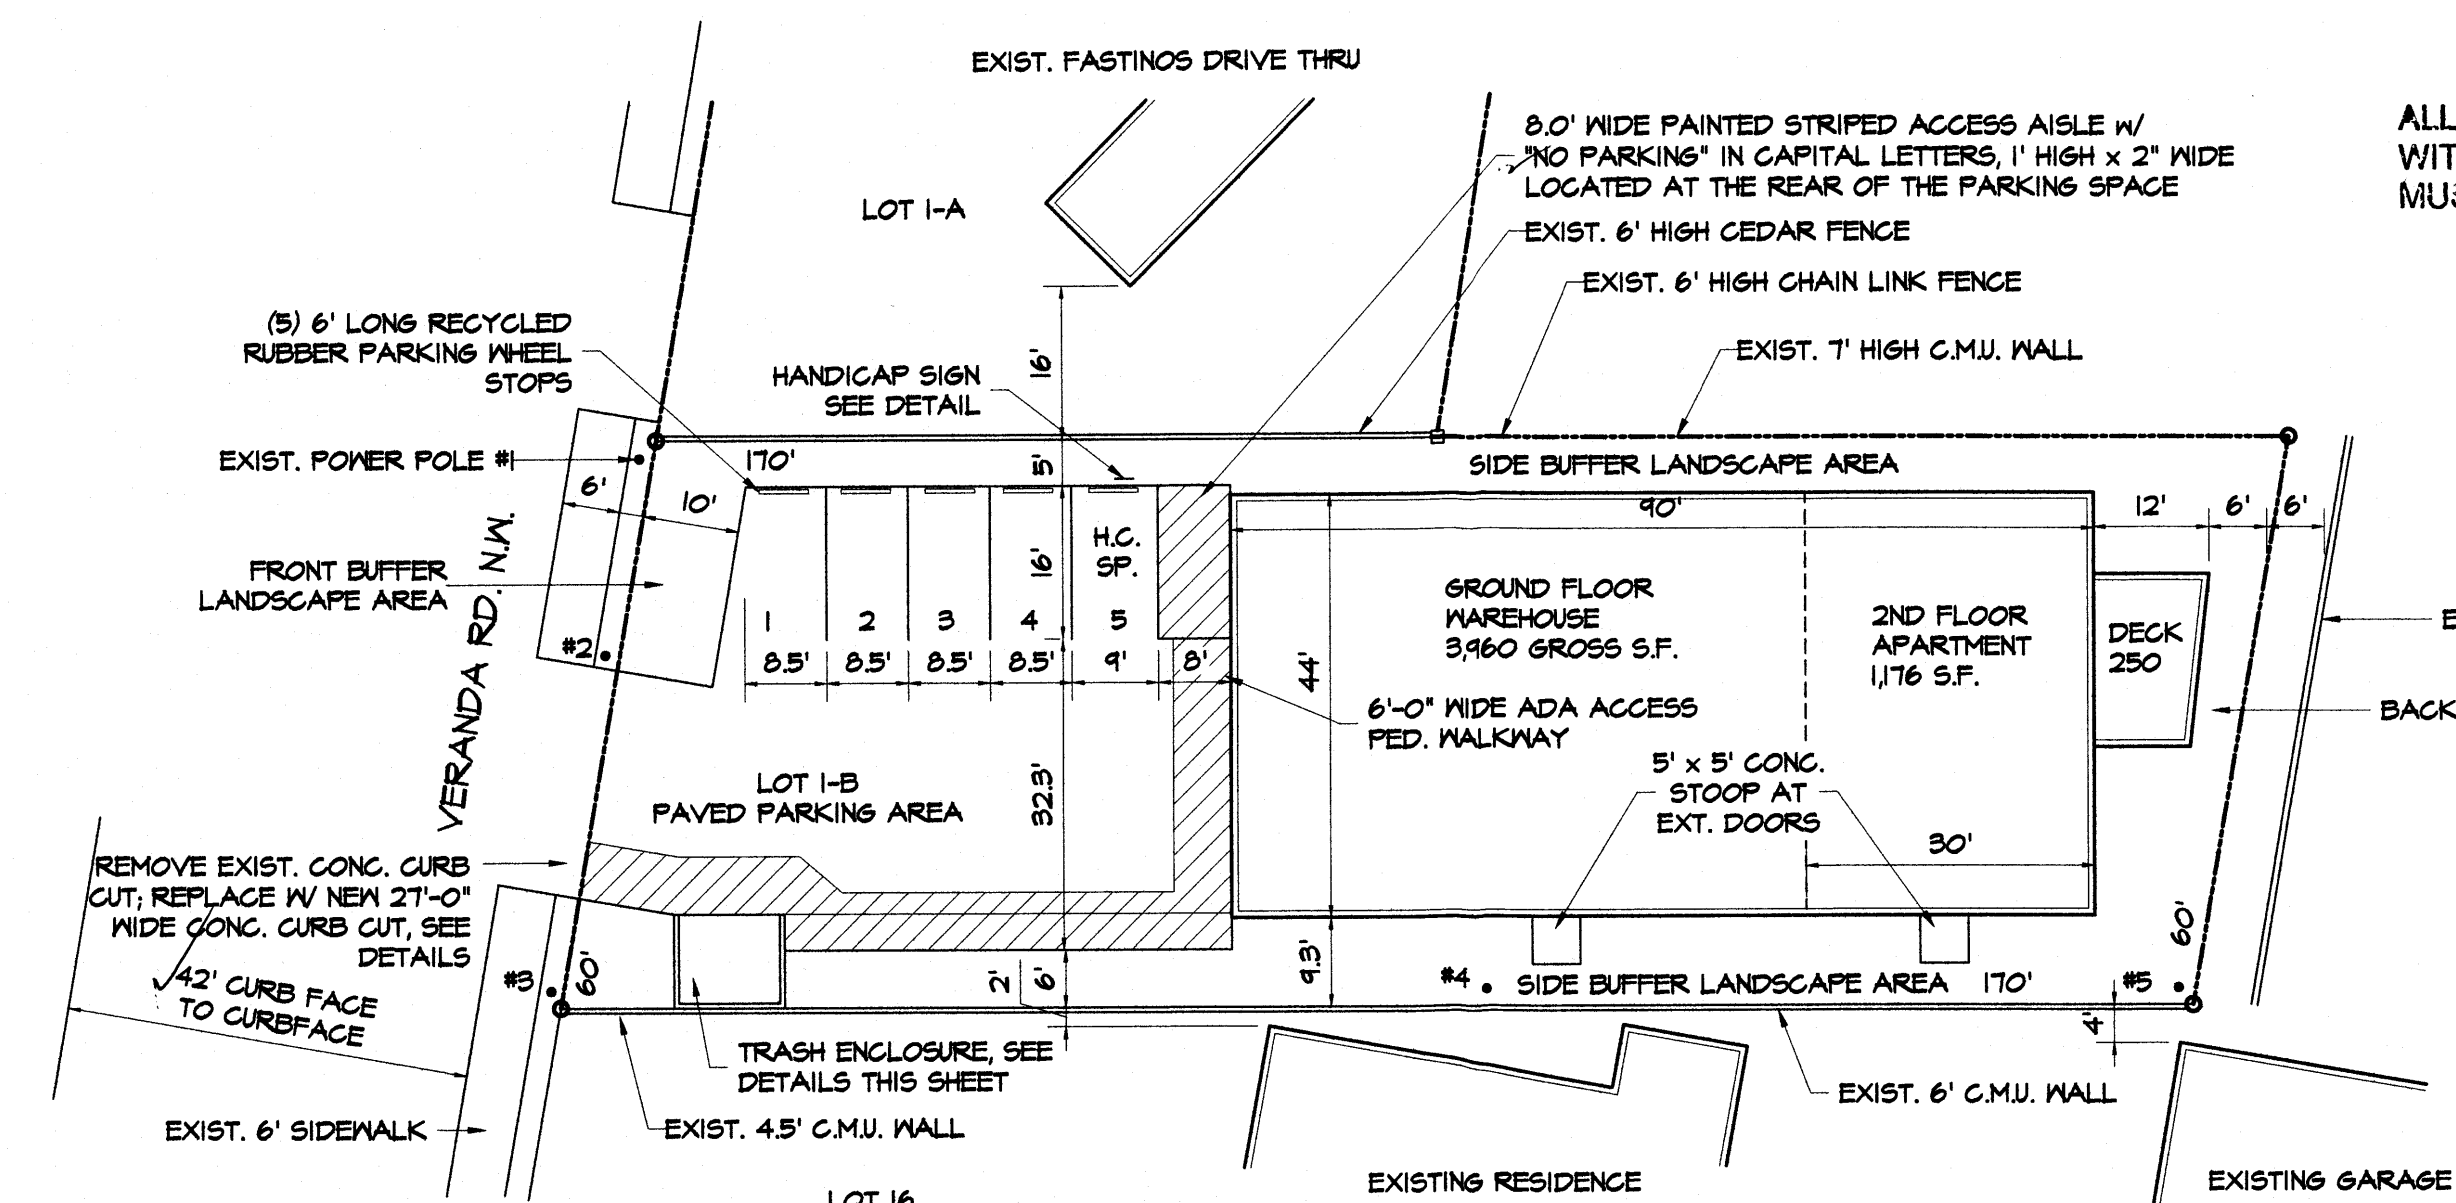 EXIST. FASTINOS DRIVE THRU
8.0' WIDE PAINTED STRIPED ACCESS AISLE W/
"NO PARKING" IN CAPITAL LETTERS, 1' HIGH x 2" WIDE
LOCATED AT THE REAR OF THE PARKING SPACE
ALL
WIT
MUS
LOT 1-A
EXIST. 6' HIGH CEDAR FENCE
EXIST. 6' HIGH CHAIN LINK FENCE
EXIST. 7' HIGH C.M.U. WALL
(5) 6' LONG RECYCLED
RUBBER PARKING WHEEL
STOPS
HANDICAP SIGN
SEE DETAIL
16'
EXIST. POWER POLE #1
170'
5'
SIDE BUFFER LANDSCAPE AREA
6'
10'
90'
12'
6'
6'
FRONT BUFFER
LANDSCAPE AREA
VERANDA RD. N.W.
#2
H.C.
SP.
16'
1
2
3
4
5
8.5'
8.5'
8.5'
8.5'
9'
8'
GROUND FLOOR
WAREHOUSE
3,960 GROSS S.F.
2ND FLOOR
APARTMENT
1,176 S.F.
DECK
250
E
BACK
44'
6'-0" WIDE ADA ACCESS
PED. WALKWAY
5' x 5' CONC.
STOOP AT
EXT. DOORS
30'
LOT 1-B
PAVED PARKING AREA
32.3'
REMOVE EXIST. CONC. CURB
CUT; REPLACE W/ NEW 27'-0"
WIDE CONC. CURB CUT, SEE
DETAILS
42' CURB FACE
TO CURBFACE
#3
60'
2'
6'
9.3'
#4
SIDE BUFFER LANDSCAPE AREA
170'
#5
60'
4'
TRASH ENCLOSURE, SEE
DETAILS THIS SHEET
EXIST. 6' SIDEWALK
EXIST. 4.5' C.M.U. WALL
EXIST. 6' C.M.U. WALL
EXISTING RESIDENCE
EXISTING GARAGE
LOT 16